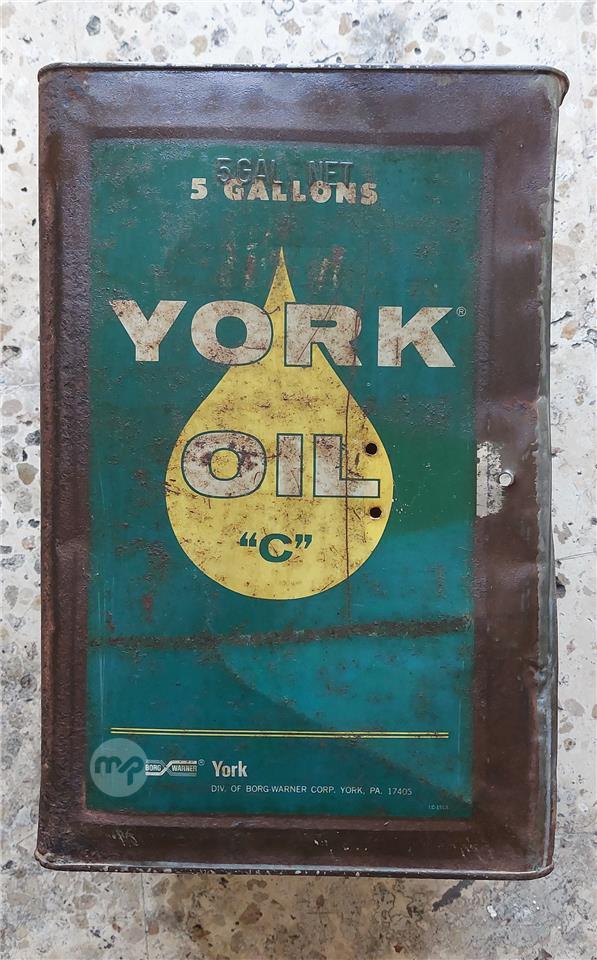 5 GAL. NET
5 GALLONS
YORK®
OIL
"C"
BORG WARNER ® York
DIV. OF BORG-WARNER CORP. YORK, PA. 17405
mp